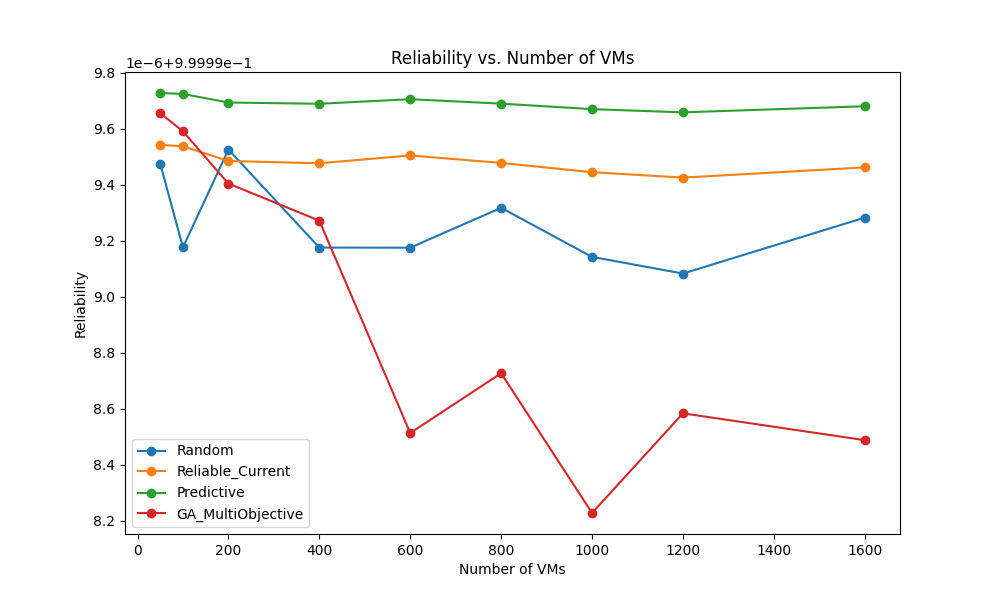 Reliability vs. Number of VMs
1e−6+9.9999e−1
9.8
9.6
9.4
9.2
9.0
8.8
8.6
8.4
8.2
Reliability
Random
Reliable_Current
Predictive
GA_MultiObjective
0 200 400 600 800 1000 1200 1400 1600
Number of VMs